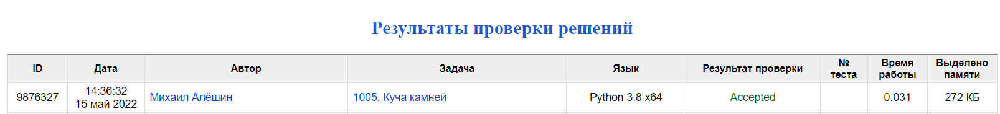 Результаты проверки решений
ID Дата Автор Задача Язык Результат проверки № теста Время работы Выделено памяти
9876327 14:36:32 15 май 2022 Михаил Алёшин 1005. Куча камней Python 3.8 x64 Accepted 0.031 272 КБ